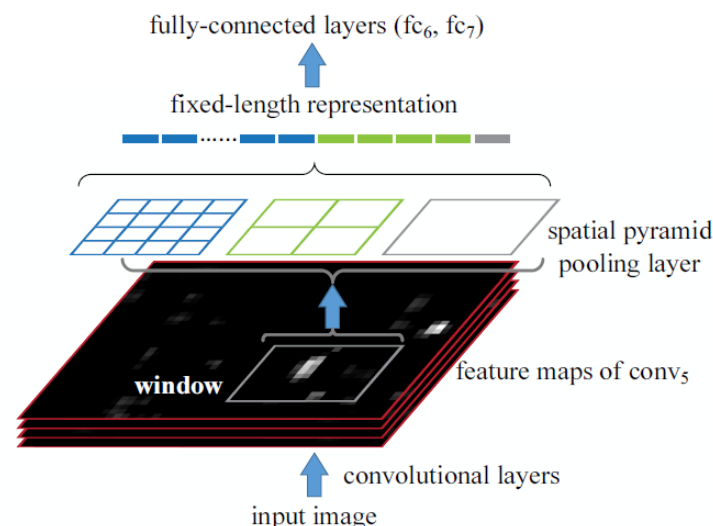 fully-connected layers (fc₆, fc₇)
fixed-length representation
......
spatial pyramid
pooling layer
window
feature maps of conv₅
convolutional layers
input image